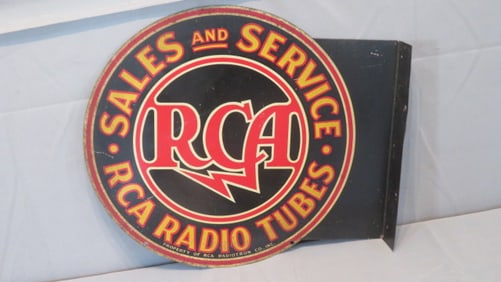 SALES AND SERVICE
RCA
RCA RADIO TUBES
PROPERTY OF RCA RADIOTRON CO. INC.